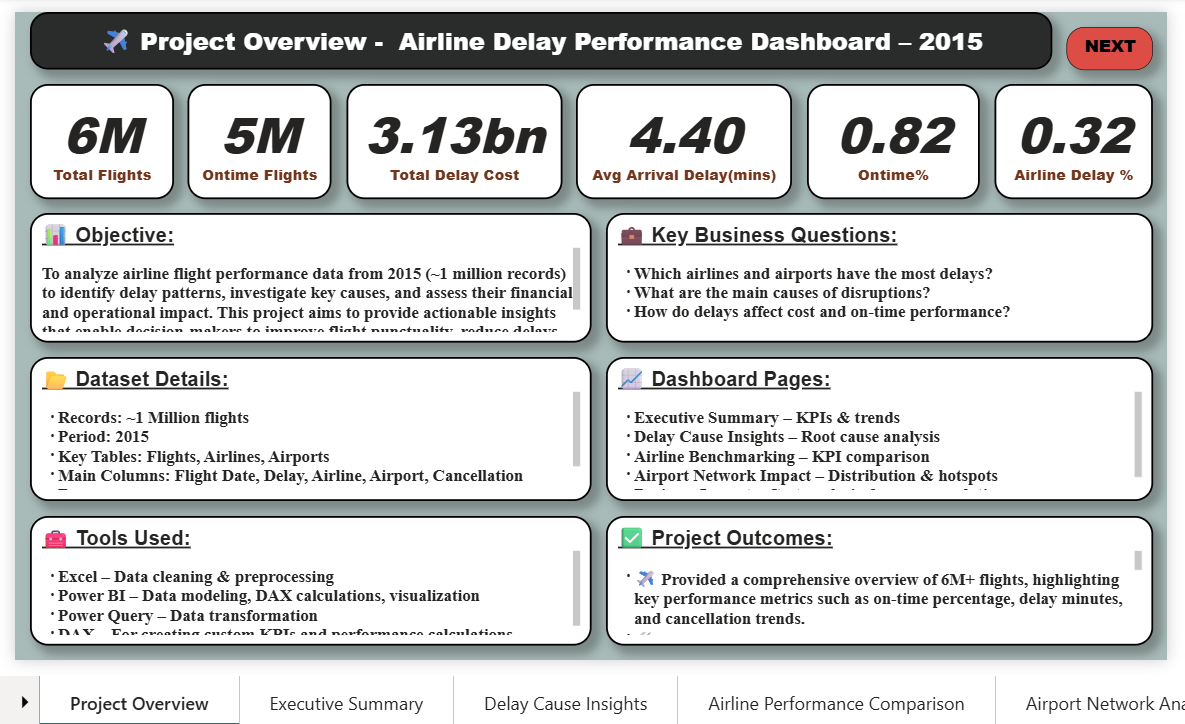 Project Overview - Airline Delay Performance Dashboard – 2015
NEXT
6M
Total Flights
5M
Ontime Flights
3.13bn
Total Delay Cost
4.40
Avg Arrival Delay(mins)
0.82
Ontime%
0.32
Airline Delay %
Objective:
To analyze airline flight performance data from 2015 (~1 million records)
to identify delay patterns, investigate key causes, and assess their financial
and operational impact. This project aims to provide actionable insights
that enable decision-makers to improve flight punctuality, reduce delays,
Key Business Questions:
· Which airlines and airports have the most delays?
· What are the main causes of disruptions?
· How do delays affect cost and on-time performance?
Dataset Details:
· Records: ~1 Million flights
· Period: 2015
· Key Tables: Flights, Airlines, Airports
· Main Columns: Flight Date, Delay, Airline, Airport, Cancellation
Dashboard Pages:
· Executive Summary – KPIs & trends
· Delay Cause Insights – Root cause analysis
· Airline Benchmarking – KPI comparison
· Airport Network Impact – Distribution & hotspots
Tools Used:
· Excel – Data cleaning & preprocessing
· Power BI – Data modeling, DAX calculations, visualization
· Power Query – Data transformation
· DAX – For creating custom KPIs and performance calculations
Project Outcomes:
· Provided a comprehensive overview of 6M+ flights, highlighting
key performance metrics such as on-time percentage, delay minutes,
and cancellation trends.
Project Overview
Executive Summary
Delay Cause Insights
Airline Performance Comparison
Airport Network Ana